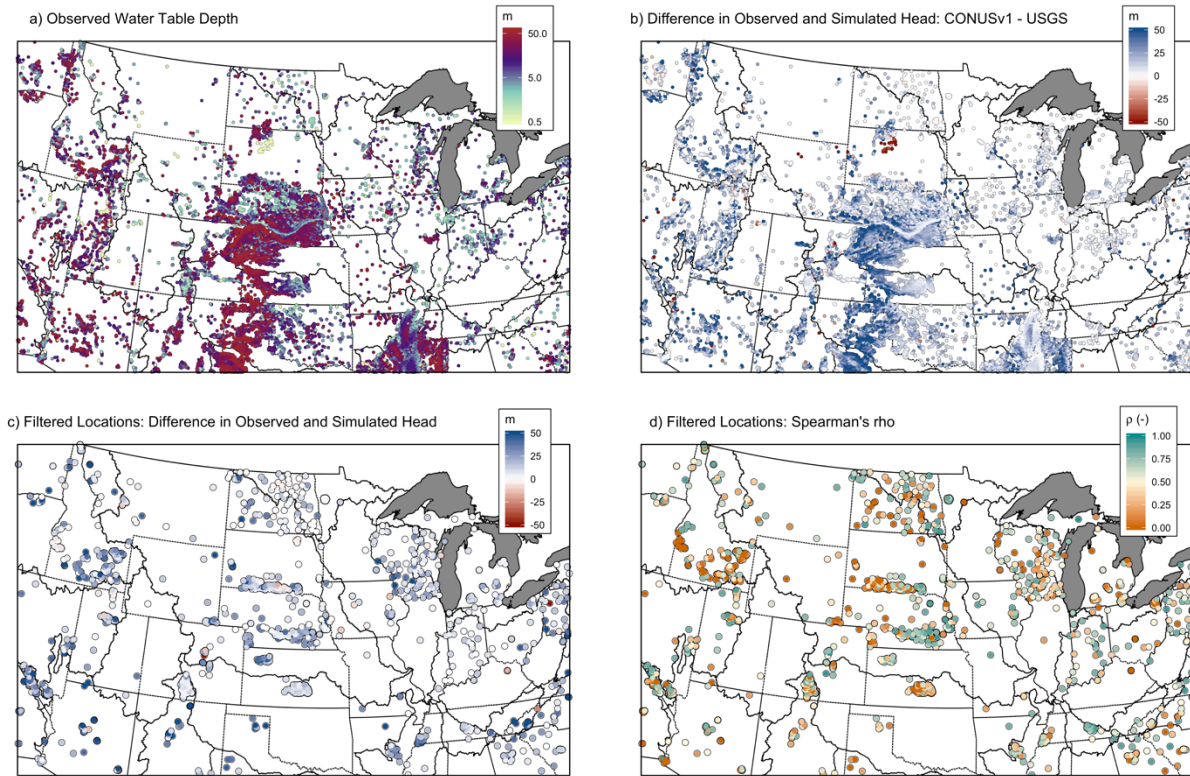 a) Observed Water Table Depth
m
50.0
5.0
0.5
b) Difference in Observed and Simulated Head: CONUSv1 - USGS
m
50
25
0
-25
-50
c) Filtered Locations: Difference in Observed and Simulated Head
m
50
25
0
-25
-50
d) Filtered Locations: Spearman's rho
ρ (-)
1.00
0.75
0.50
0.25
0.00